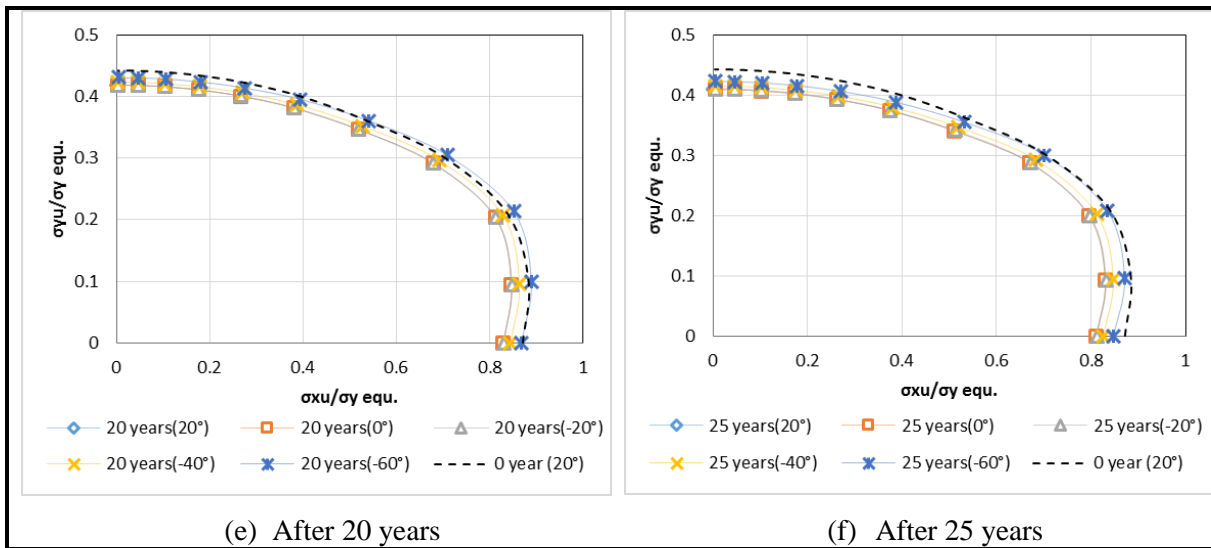 0.5
0.4
0.3
0.2
0.1
0
0 0.2 0.4 0.6 0.8 1
σyu/σy equ.
σxu/σy equ.
20 years(20°) 20 years(0°) 20 years(-20°)
20 years(-40°) 20 years(-60°) 0 year (20°)
(e) After 20 years
0.5
0.4
0.3
0.2
0.1
0
0 0.2 0.4 0.6 0.8 1
σyu/σy equ.
σxu/σy equ.
25 years(20°) 25 years(0°) 25 years(-20°)
25 years(-40°) 25 years(-60°) 0 year (20°)
(f) After 25 years